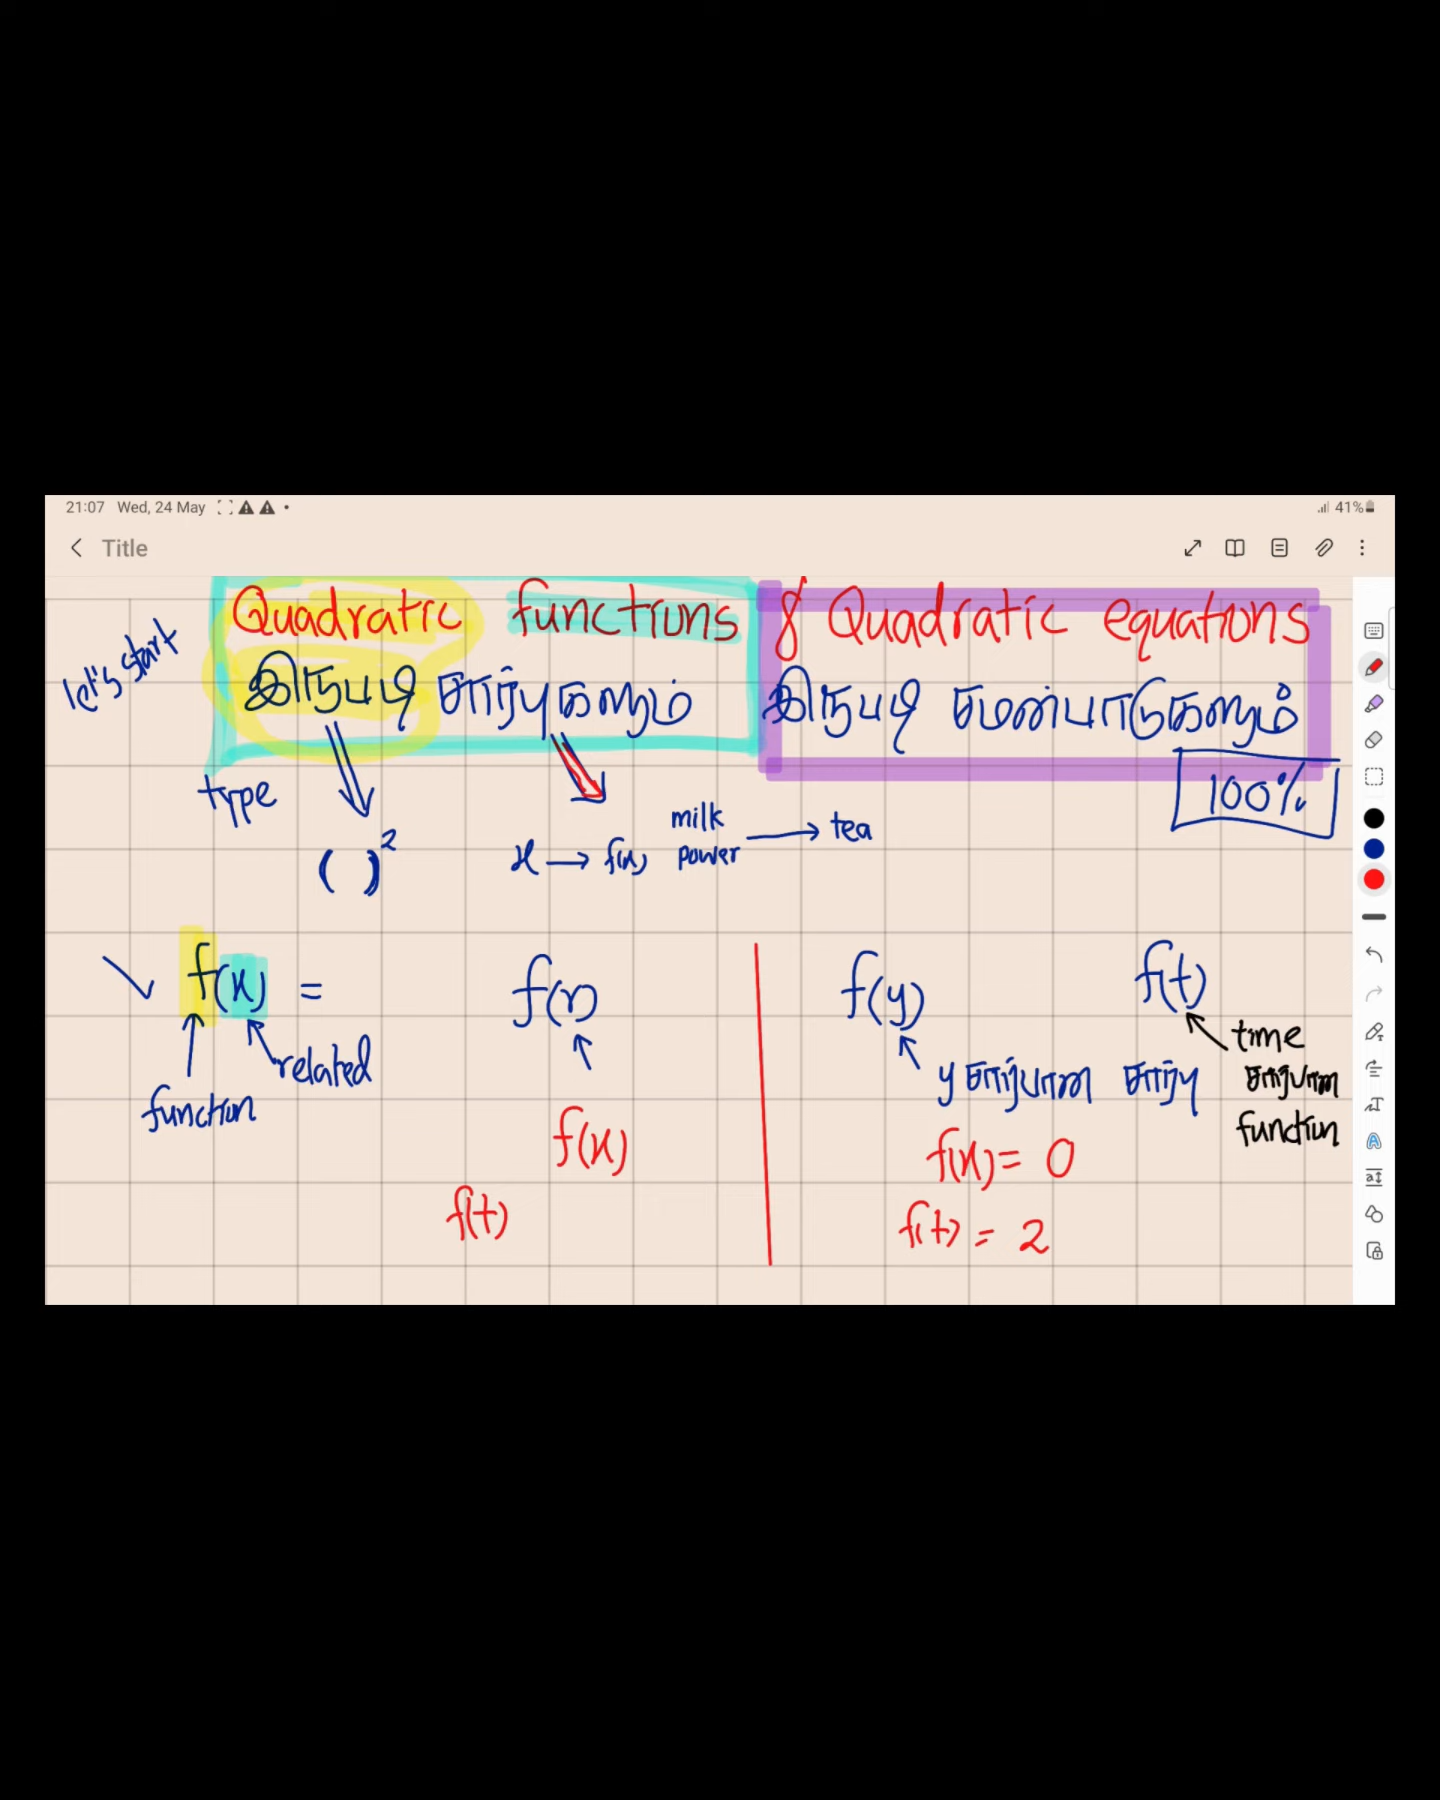 21:07 Wed, 24 May 41%
Title
let's start
Quadratic functions & Quadratic equations
இருபடி சார்புகளும் இருபடி சமன்பாடுகளும்
type
100%
( )²
x → f(x)
milk power → tea
f(x) =
function
related
f(x)
f(y)
f(t)
y சார்பான சார்பு
time
சார்பான
function
f(x)
f(x) = 0
f(t)
f(t) = 2